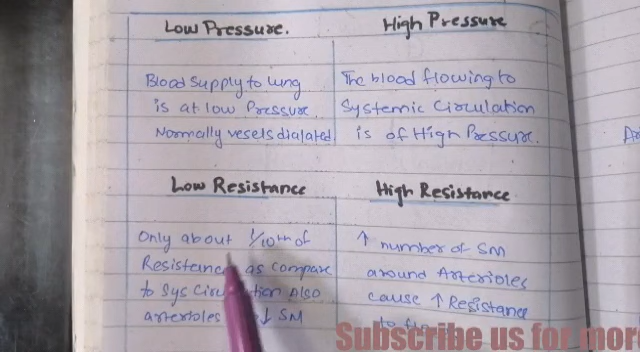 Low Pressure.
High Pressure
Blood Supply to lung
is at low Pressure.
Normally vesels dialated
The blood flowing to
Systemic Circulation
is of High Pressure.
Low Resistance
High Resistance
Only about 1/10th of
Resistance as compare
to Sys Circulation Also
arterioles ↓ SM
↑ number of SM
around Arterioles
cause ↑ Resistance
to
Subscribe us for mor